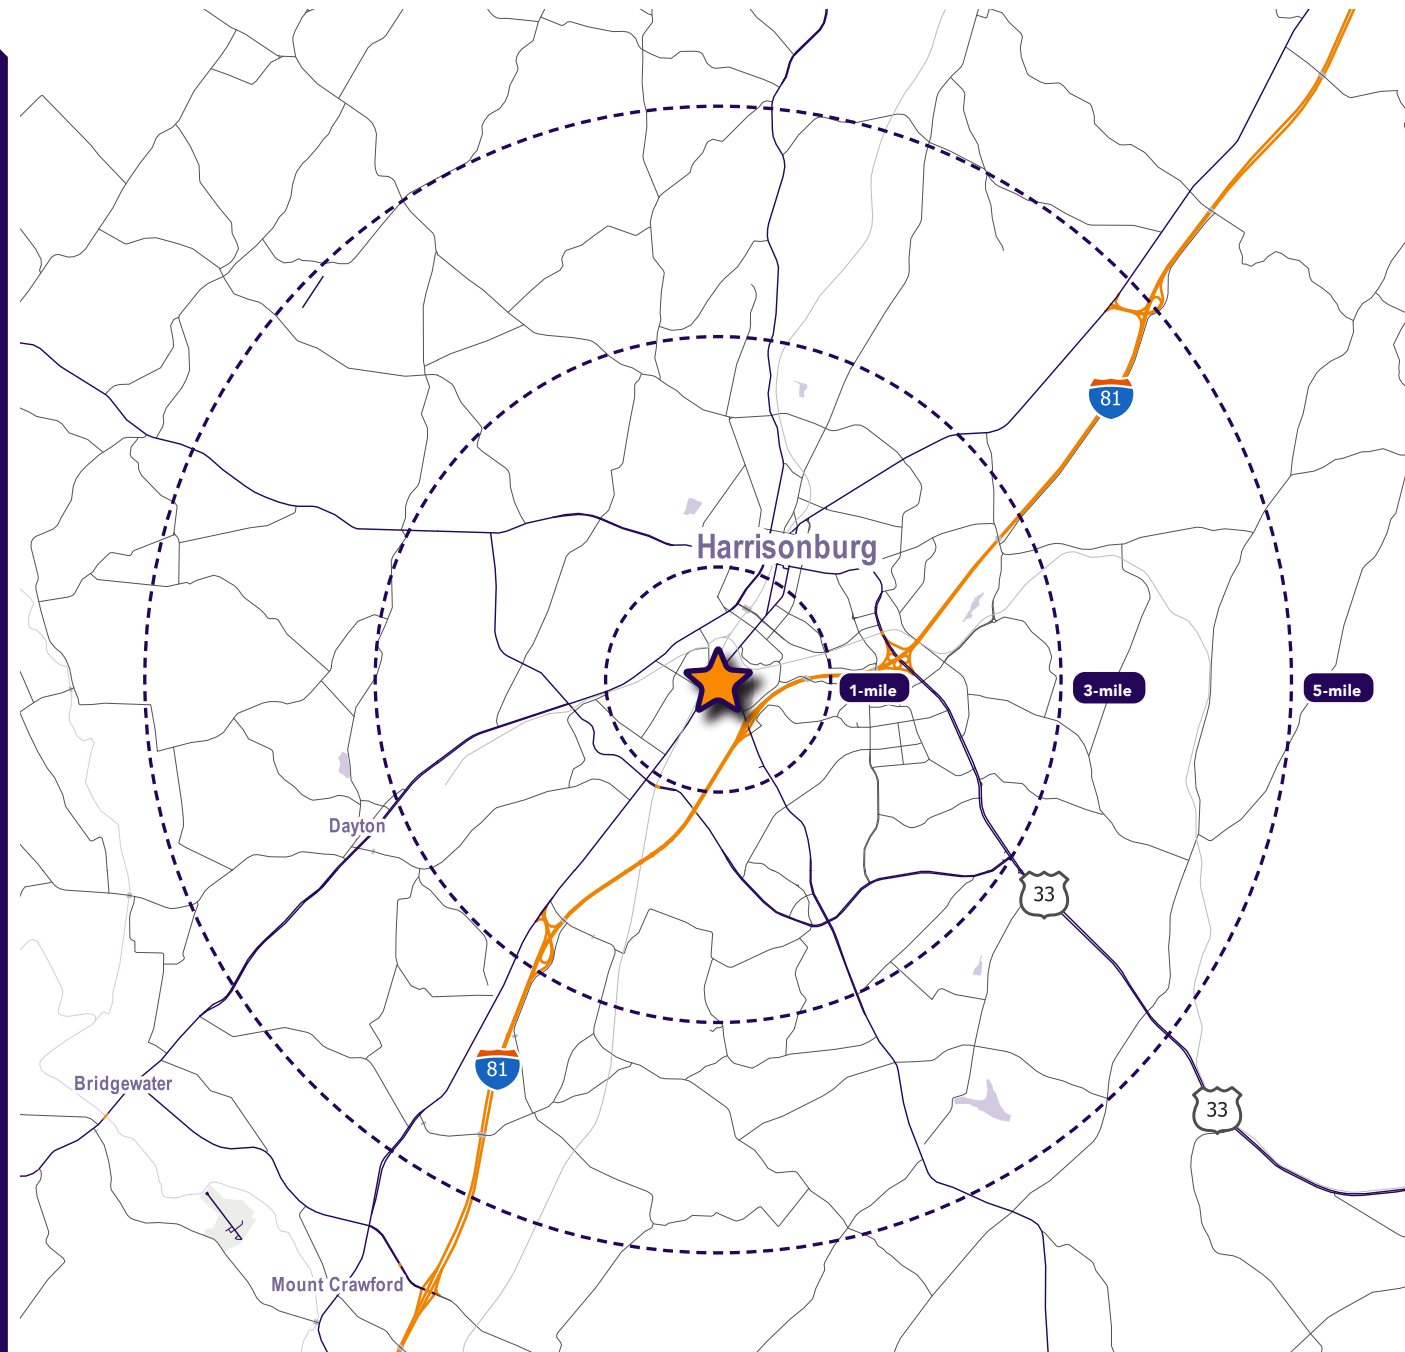 81
Harrisonburg
1-mile
3-mile
5-mile
Dayton
33
81
Bridgewater
33
Mount Crawford